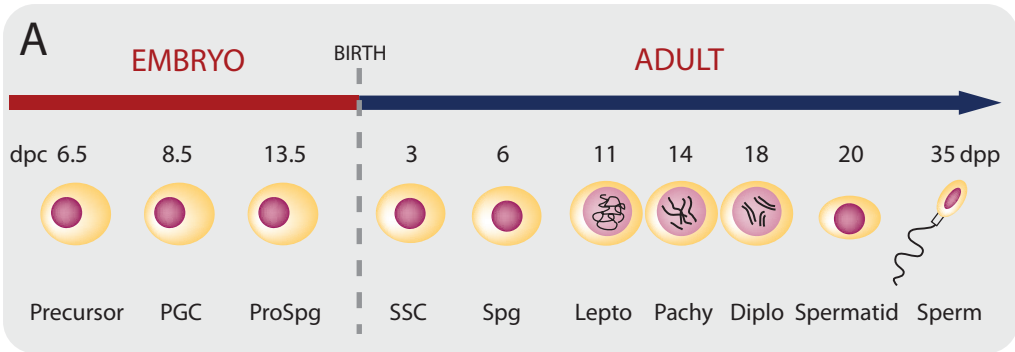 A
EMBRYO
BIRTH
ADULT
dpc 6.5 8.5 13.5 3 6 11 14 18 20 35 dpp
Precursor PGC ProSpg SSC Spg Lepto Pachy Diplo Spermatid Sperm